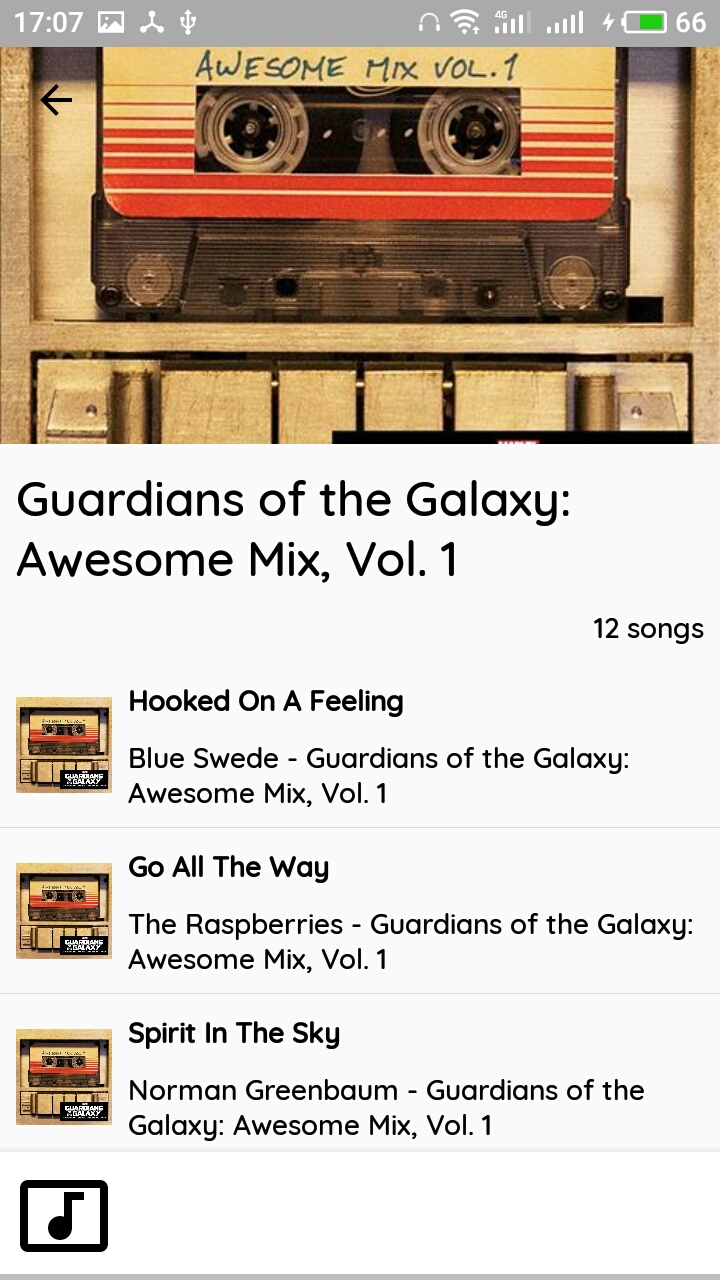 17:07
4G
66
AWESOME MIX VOL.1
Guardians of the Galaxy:
Awesome Mix, Vol. 1
12 songs
Hooked On A Feeling
Blue Swede - Guardians of the Galaxy:
Awesome Mix, Vol. 1
Go All The Way
The Raspberries - Guardians of the Galaxy:
Awesome Mix, Vol. 1
Spirit In The Sky
Norman Greenbaum - Guardians of the
Galaxy: Awesome Mix, Vol. 1